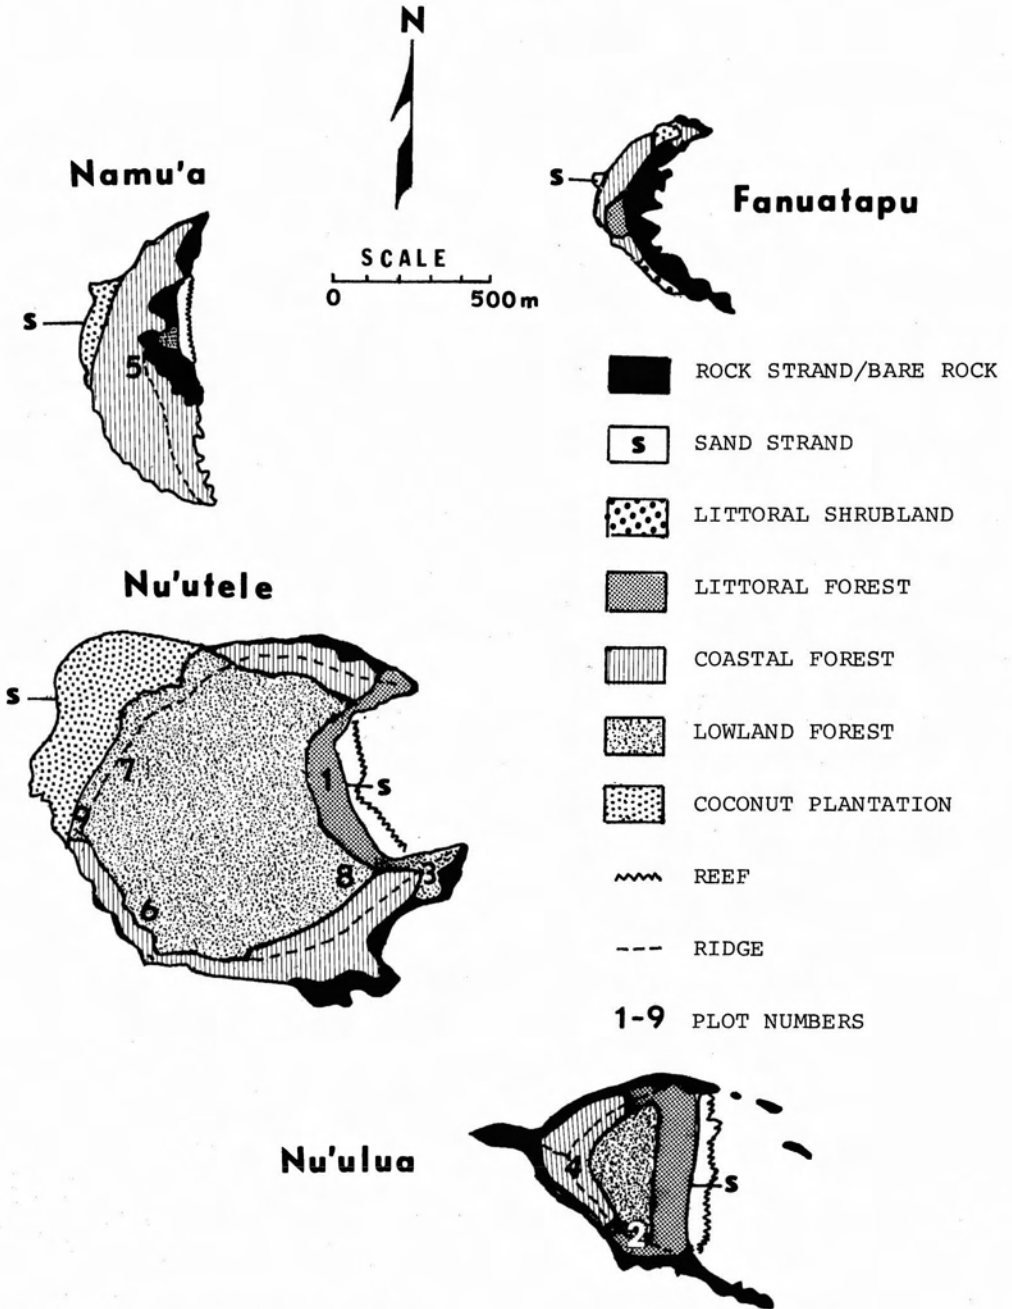 N
Namu'a
s
Fanuatapu
s
SCALE
0 500m
5
ROCK STRAND/BARE ROCK
s SAND STRAND
LITTORAL SHRUBLAND
LITTORAL FOREST
COASTAL FOREST
LOWLAND FOREST
COCONUT PLANTATION
REEF
RIDGE
1-9 PLOT NUMBERS
Nu'utele
s
7
1
s
8
3
6
Nu'ulua
4
s
2